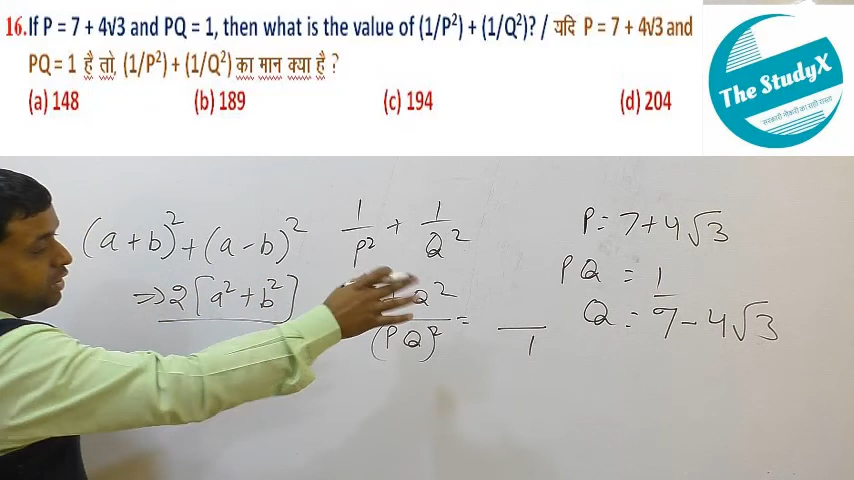 16.If P = 7 + 4√3 and PQ = 1, then what is the value of (1/P²) + (1/Q²)? / यदि P = 7 + 4√3 and
PQ = 1 है तो, (1/P²) + (1/Q²) का मान क्या है ?
(a) 148 (b) 189 (c) 194 (d) 204
The StudyX
सरकारी नौकरी का सही रास्ता
(a+b)² + (a-b)²
⇒ 2[a²+b²]
1/P² + 1/Q²
+ Q²/(PQ)² = /1
P = 7+4√3
PQ = 1
Q = 7-4√3